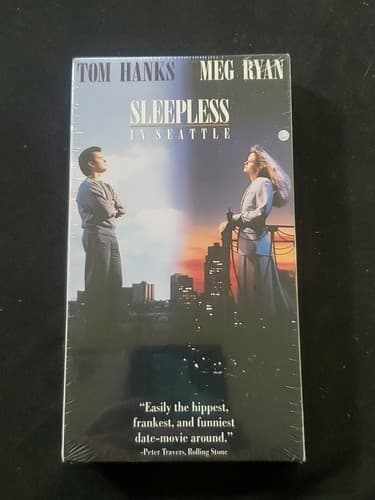 TOM HANKS MEG RYAN
SLEEPLESS
IN SEATTLE
“Easily the hippest,
frankest, and funniest
date-movie around.”
-Peter Travers, Rolling Stone